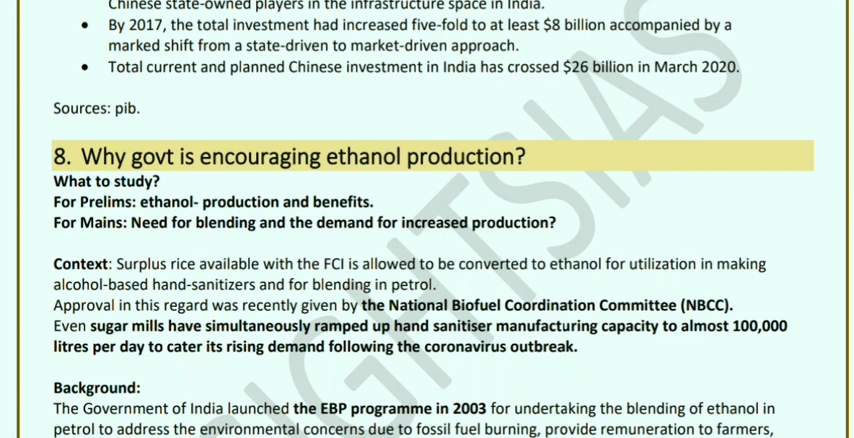 Chinese state-owned players in the infrastructure space in India.
• By 2017, the total investment had increased five-fold to at least $8 billion accompanied by a
marked shift from a state-driven to market-driven approach.
• Total current and planned Chinese investment in India has crossed $26 billion in March 2020.
Sources: pib.
8. Why govt is encouraging ethanol production?
What to study?
For Prelims: ethanol- production and benefits.
For Mains: Need for blending and the demand for increased production?
Context: Surplus rice available with the FCI is allowed to be converted to ethanol for utilization in making
alcohol-based hand-sanitizers and for blending in petrol.
Approval in this regard was recently given by the National Biofuel Coordination Committee (NBCC).
Even sugar mills have simultaneously ramped up hand sanitiser manufacturing capacity to almost 100,000
litres per day to cater its rising demand following the coronavirus outbreak.
Background:
The Government of India launched the EBP programme in 2003 for undertaking the blending of ethanol in
petrol to address the environmental concerns due to fossil fuel burning, provide remuneration to farmers,
RIGHTSIAS